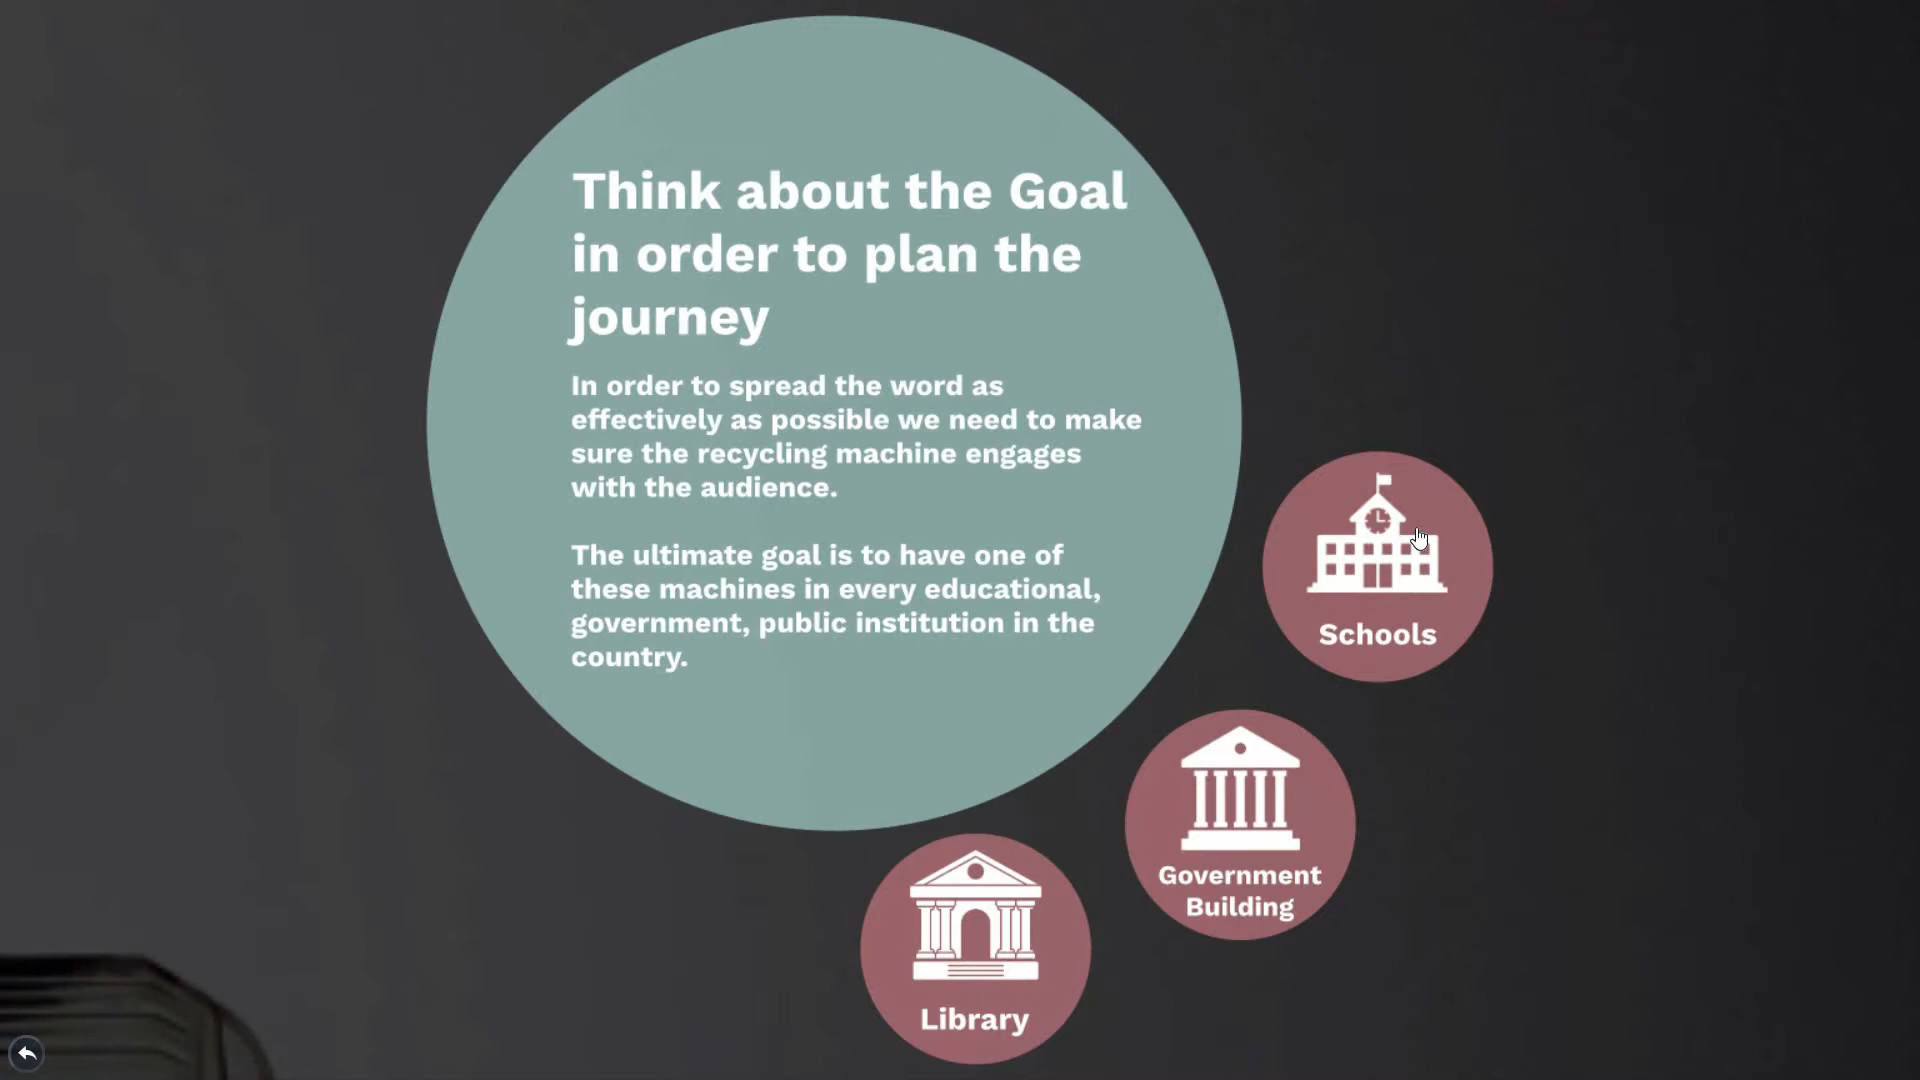 Think about the Goal
in order to plan the
journey
In order to spread the word as
effectively as possible we need to make
sure the recycling machine engages
with the audience.
The ultimate goal is to have one of
these machines in every educational,
government, public institution in the
country.
Schools
Government
Building
Library